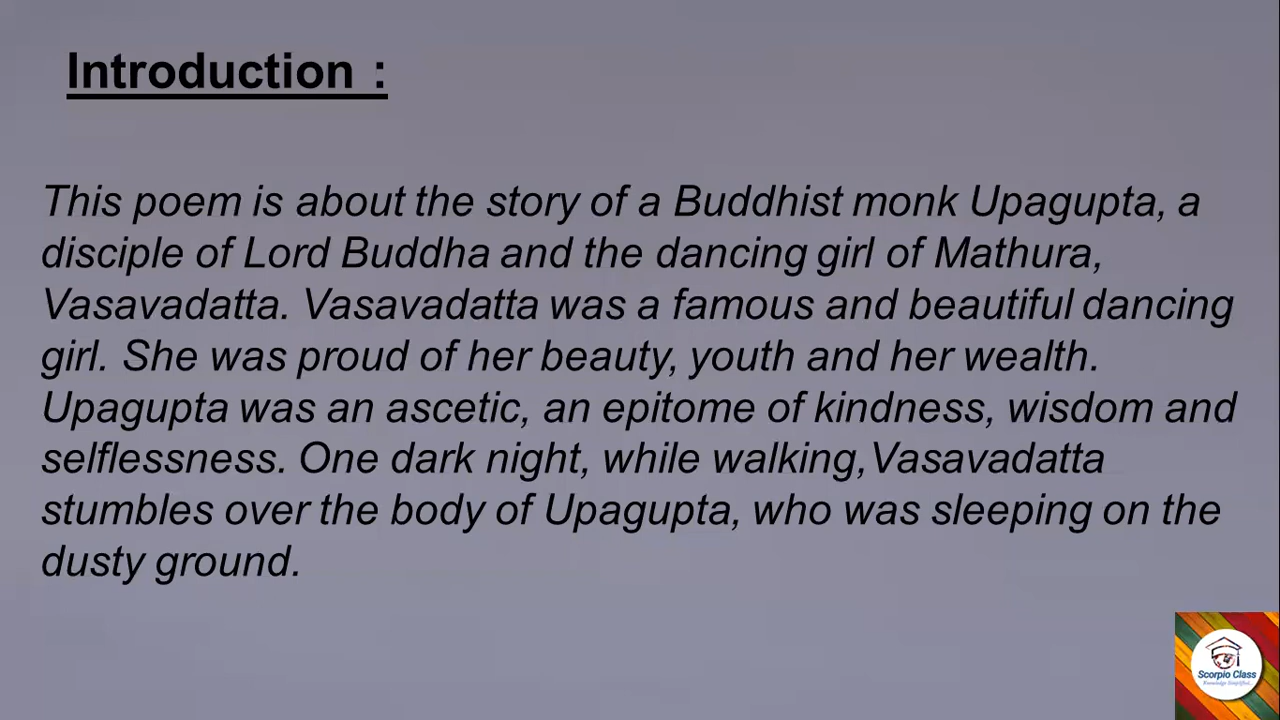 Introduction :
This poem is about the story of a Buddhist monk Upagupta, a
disciple of Lord Buddha and the dancing girl of Mathura,
Vasavadatta. Vasavadatta was a famous and beautiful dancing
girl. She was proud of her beauty, youth and her wealth.
Upagupta was an ascetic, an epitome of kindness, wisdom and
selflessness. One dark night, while walking,Vasavadatta
stumbles over the body of Upagupta, who was sleeping on the
dusty ground.
Scorpio Class
Knowledge Simplified..